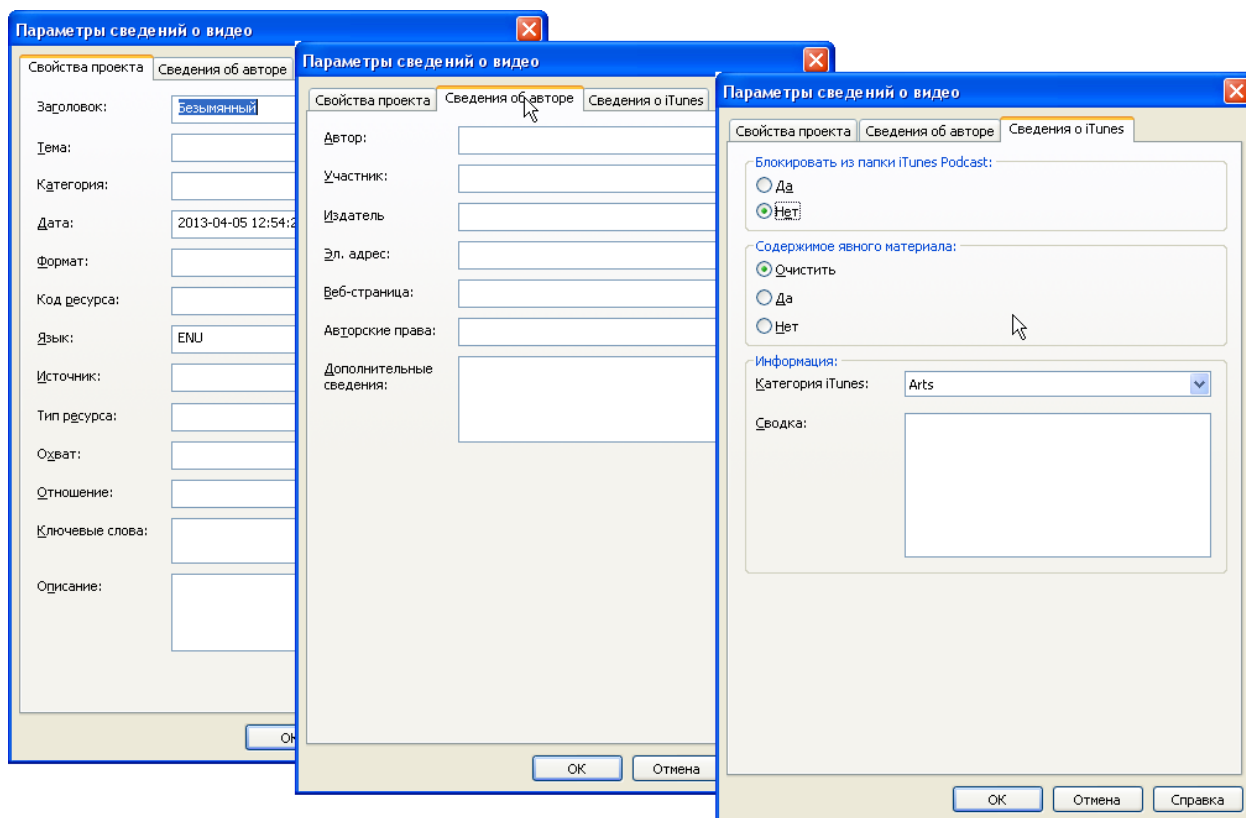 Параметры сведений о видео
Свойства проекта Сведения об авторе
Заголовок: Безымянный
Тема:
Категория:
Дата: 2013-04-05 12:54:2
Формат:
Код ресурса:
Язык: ENU
Источник:
Тип ресурса:
Охват:
Отношение:
Ключевые слова:
Описание:
Параметры сведений о видео
Свойства проекта Сведения об авторе Сведения о iTunes
Автор:
Участник:
Издатель
Эл. адрес:
Веб-страница:
Авторские права:
Дополнительные
сведения:
OK Отмена
Параметры сведений о видео
Свойства проекта Сведения об авторе Сведения о iTunes
Блокировать из папки iTunes Podcast:
Да
Нет
Содержимое явного материала:
Очистить
Да
Нет
Информация:
Категория iTunes: Arts
Сводка:
OK Отмена Справка